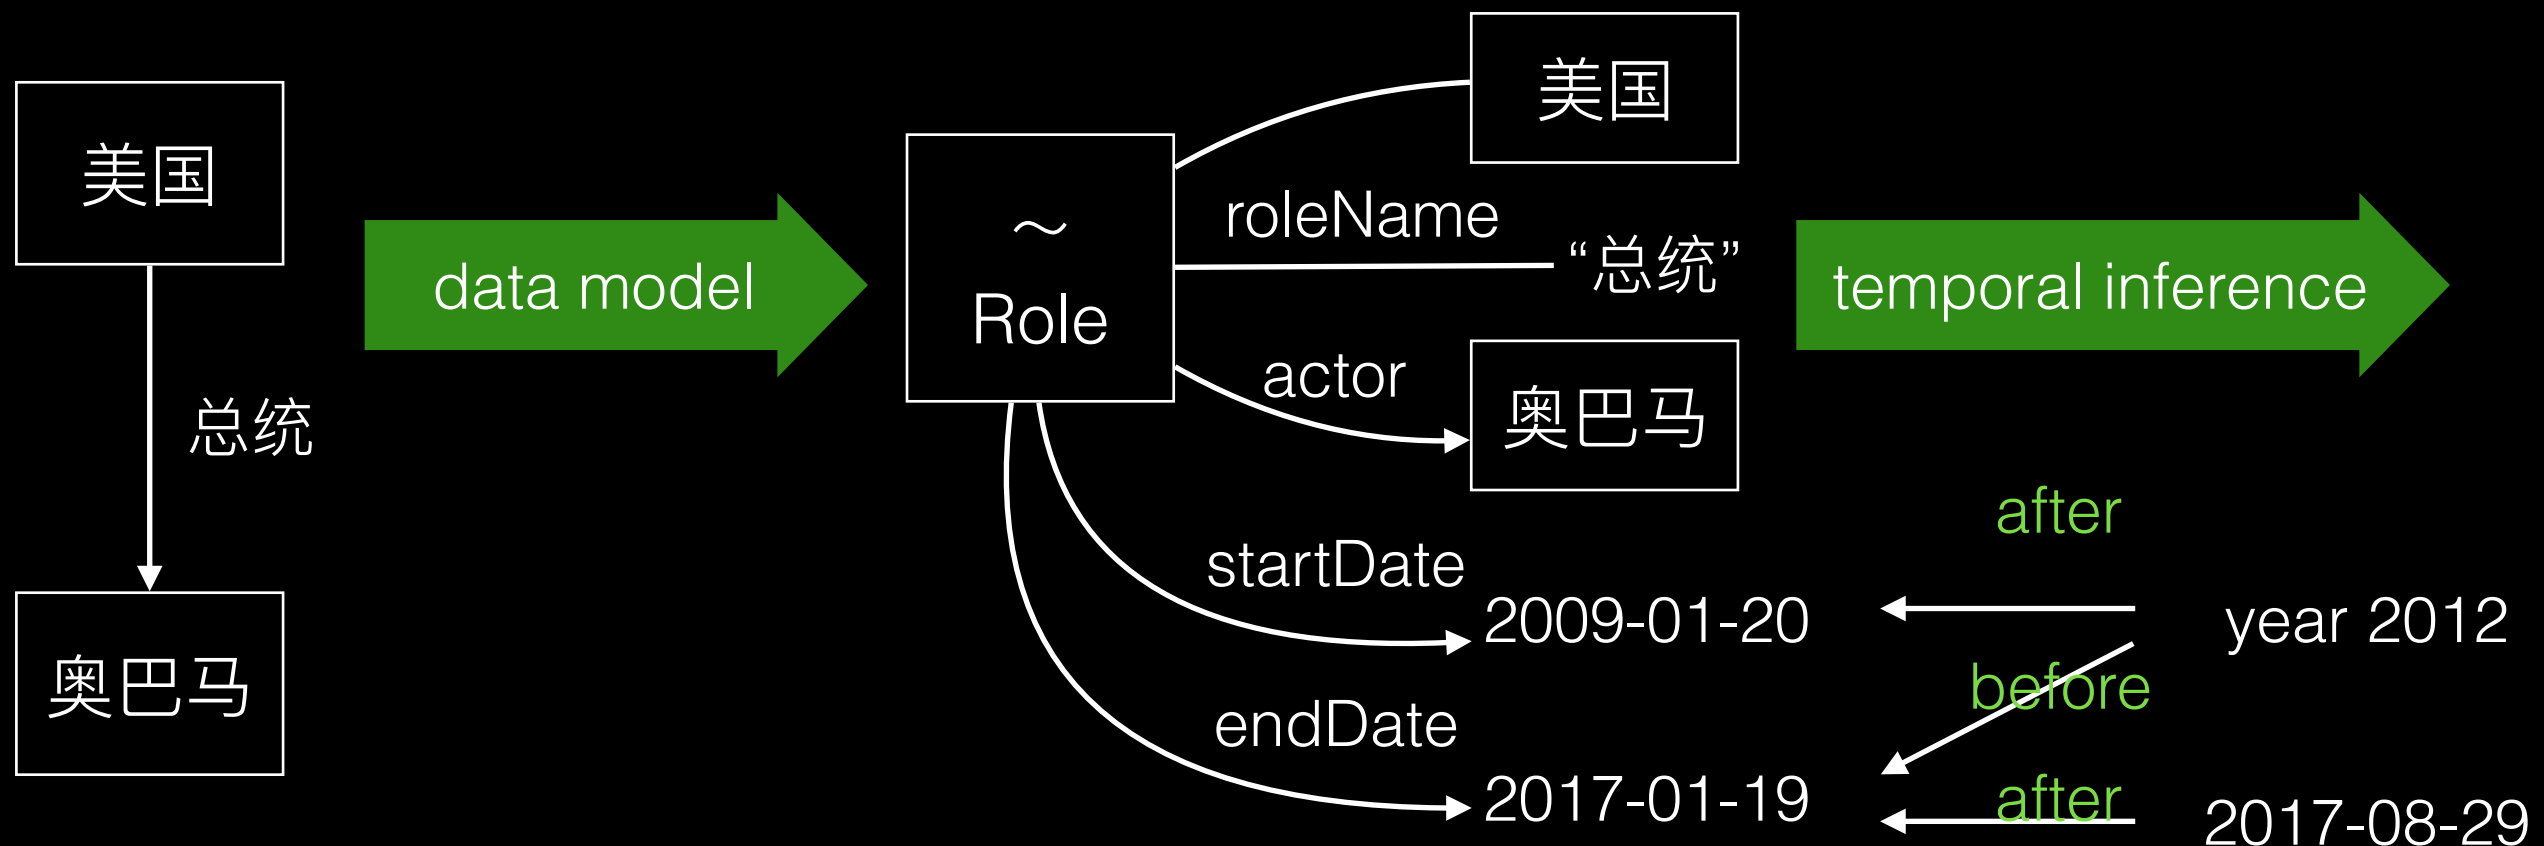 美国
总统
奥巴马
data model
~
Role
美国
roleName
“总统”
actor
奥巴马
startDate
2009-01-20
endDate
2017-01-19
temporal inference
after
year 2012
before
after
2017-08-29